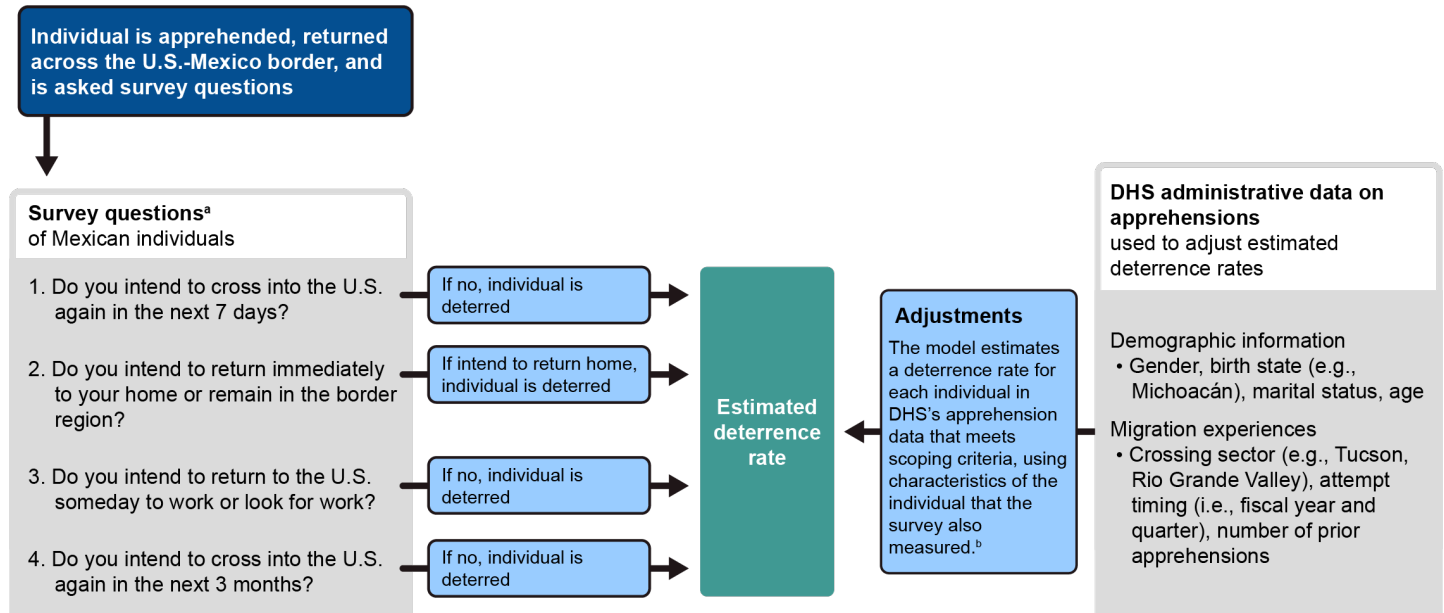 Individual is apprehended, returned
across the U.S.-Mexico border, and
is asked survey questions
Survey questionsᵃ
of Mexican individuals
1. Do you intend to cross into the U.S.
again in the next 7 days?
If no, individual is
deterred
2. Do you intend to return immediately
to your home or remain in the border
region?
If intend to return home,
individual is deterred
3. Do you intend to return to the U.S.
someday to work or look for work?
If no, individual is
deterred
4. Do you intend to cross into the U.S.
again in the next 3 months?
If no, individual is
deterred
Estimated
deterrence
rate
Adjustments
The model estimates
a deterrence rate for
each individual in
DHS’s apprehension
data that meets
scoping criteria, using
characteristics of the
individual that the
survey also
measured.ᵇ
DHS administrative data on
apprehensions
used to adjust estimated
deterrence rates
Demographic information
• Gender, birth state (e.g.,
Michoacán), marital status, age
Migration experiences
• Crossing sector (e.g., Tucson,
Rio Grande Valley), attempt
timing (i.e., fiscal year and
quarter), number of prior
apprehensions